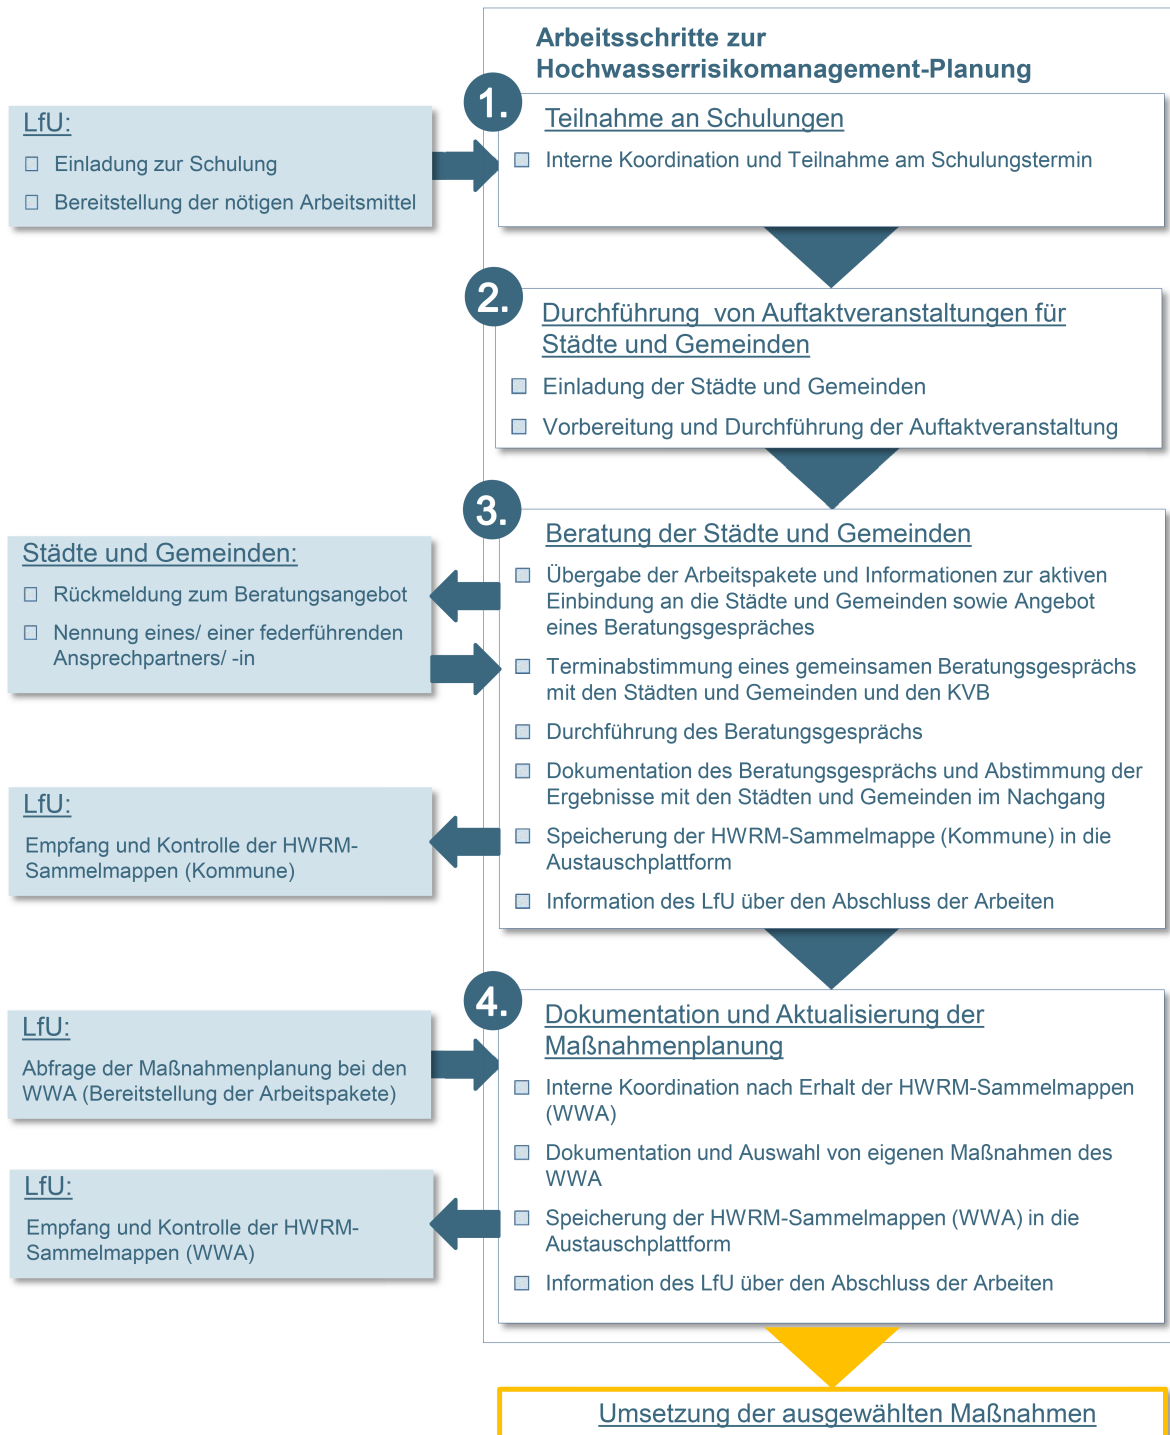 Arbeitsschritte zur
Hochwasserrisikomanagement-Planung
LfU:
Einladung zur Schulung
Bereitstellung der nötigen Arbeitsmittel
1.
Teilnahme an Schulungen
Interne Koordination und Teilnahme am Schulungstermin
2.
Durchführung von Auftaktveranstaltungen für
Städte und Gemeinden
Einladung der Städte und Gemeinden
Vorbereitung und Durchführung der Auftaktveranstaltung
3.
Beratung der Städte und Gemeinden
Übergabe der Arbeitspakete und Informationen zur aktiven
Einbindung an die Städte und Gemeinden sowie Angebot
eines Beratungsgespräches
Terminabstimmung eines gemeinsamen Beratungsgesprächs
mit den Städten und Gemeinden und den KVB
Durchführung des Beratungsgesprächs
Dokumentation des Beratungsgesprächs und Abstimmung der
Ergebnisse mit den Städten und Gemeinden im Nachgang
Speicherung der HWRM-Sammelmappe (Kommune) in die
Austauschplattform
Information des LfU über den Abschluss der Arbeiten
Städte und Gemeinden:
Rückmeldung zum Beratungsangebot
Nennung eines/ einer federführenden
Ansprechpartners/ -in
LfU:
Empfang und Kontrolle der HWRM-
Sammelmappen (Kommune)
4.
Dokumentation und Aktualisierung der
Maßnahmenplanung
Interne Koordination nach Erhalt der HWRM-Sammelmappen
(WWA)
Dokumentation und Auswahl von eigenen Maßnahmen des
WWA
Speicherung der HWRM-Sammelmappen (WWA) in die
Austauschplattform
Information des LfU über den Abschluss der Arbeiten
LfU:
Abfrage der Maßnahmenplanung bei den
WWA (Bereitstellung der Arbeitspakete)
LfU:
Empfang und Kontrolle der HWRM-
Sammelmappen (WWA)
Umsetzung der ausgewählten Maßnahmen